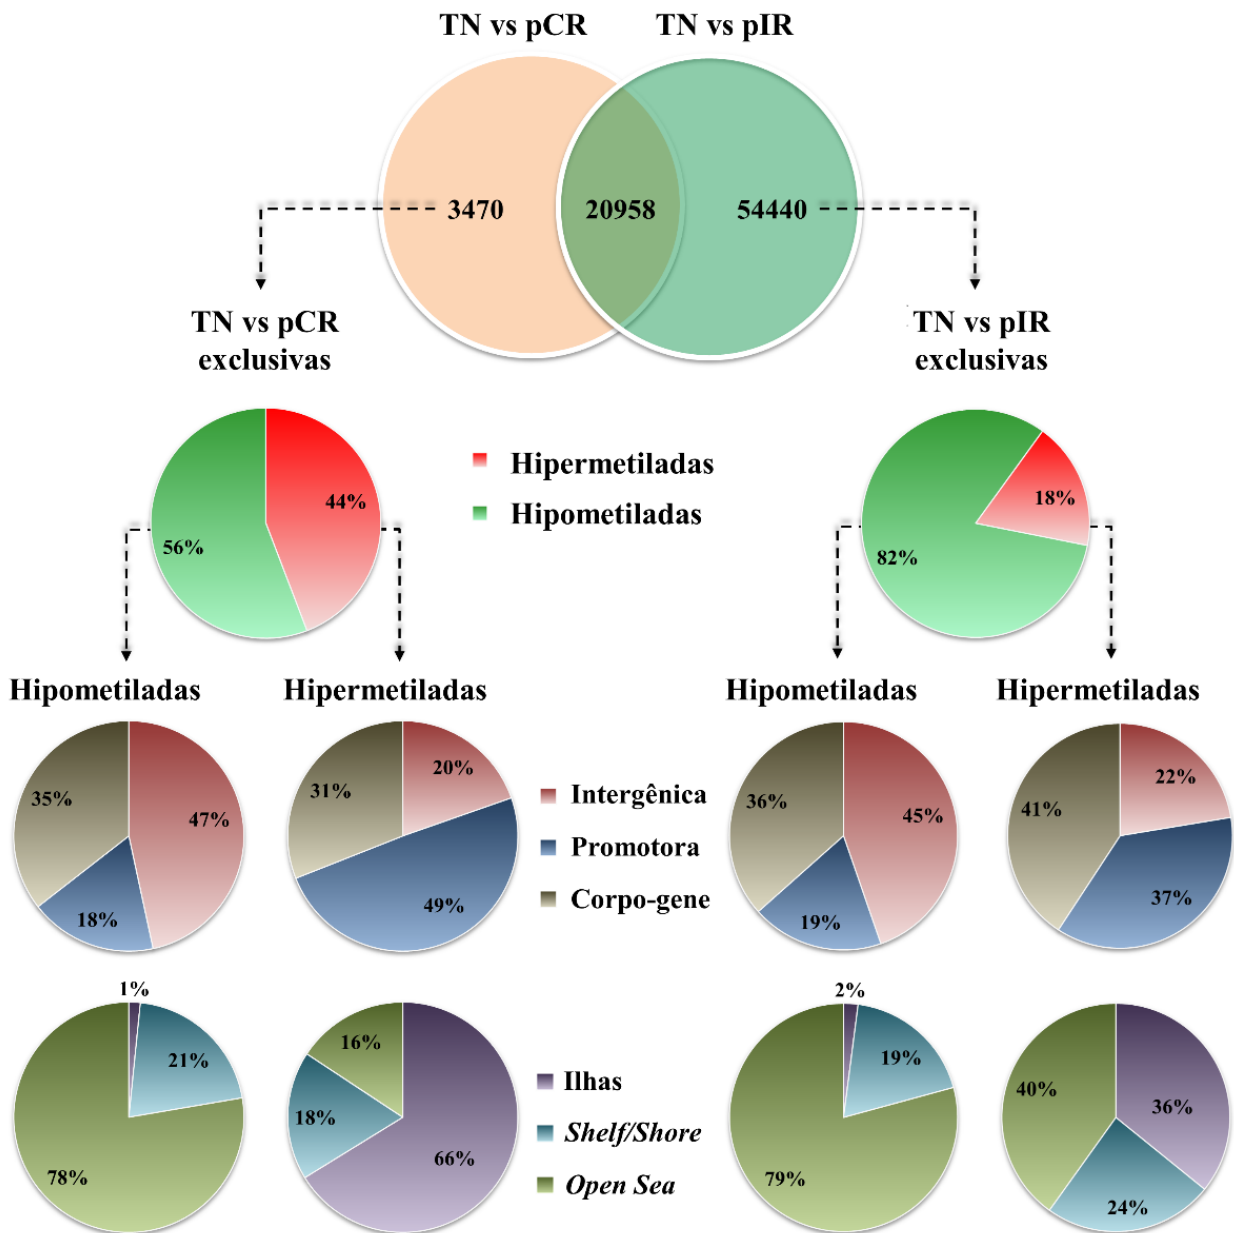 TN vs pCR
TN vs pIR
3470
20958
54440
TN vs pCR
exclusivas
TN vs pIR
exclusivas
44%
56%
Hipermetiladas
Hipometiladas
18%
82%
Hipometiladas
Hipermetiladas
Hipometiladas
Hipermetiladas
35%
47%
18%
31%
20%
49%
Intergênica
Promotora
Corpo-gene
36%
45%
19%
41%
22%
37%
1%
21%
78%
16%
18%
66%
Ilhas
Shelf/Shore
Open Sea
2%
19%
79%
40%
36%
24%